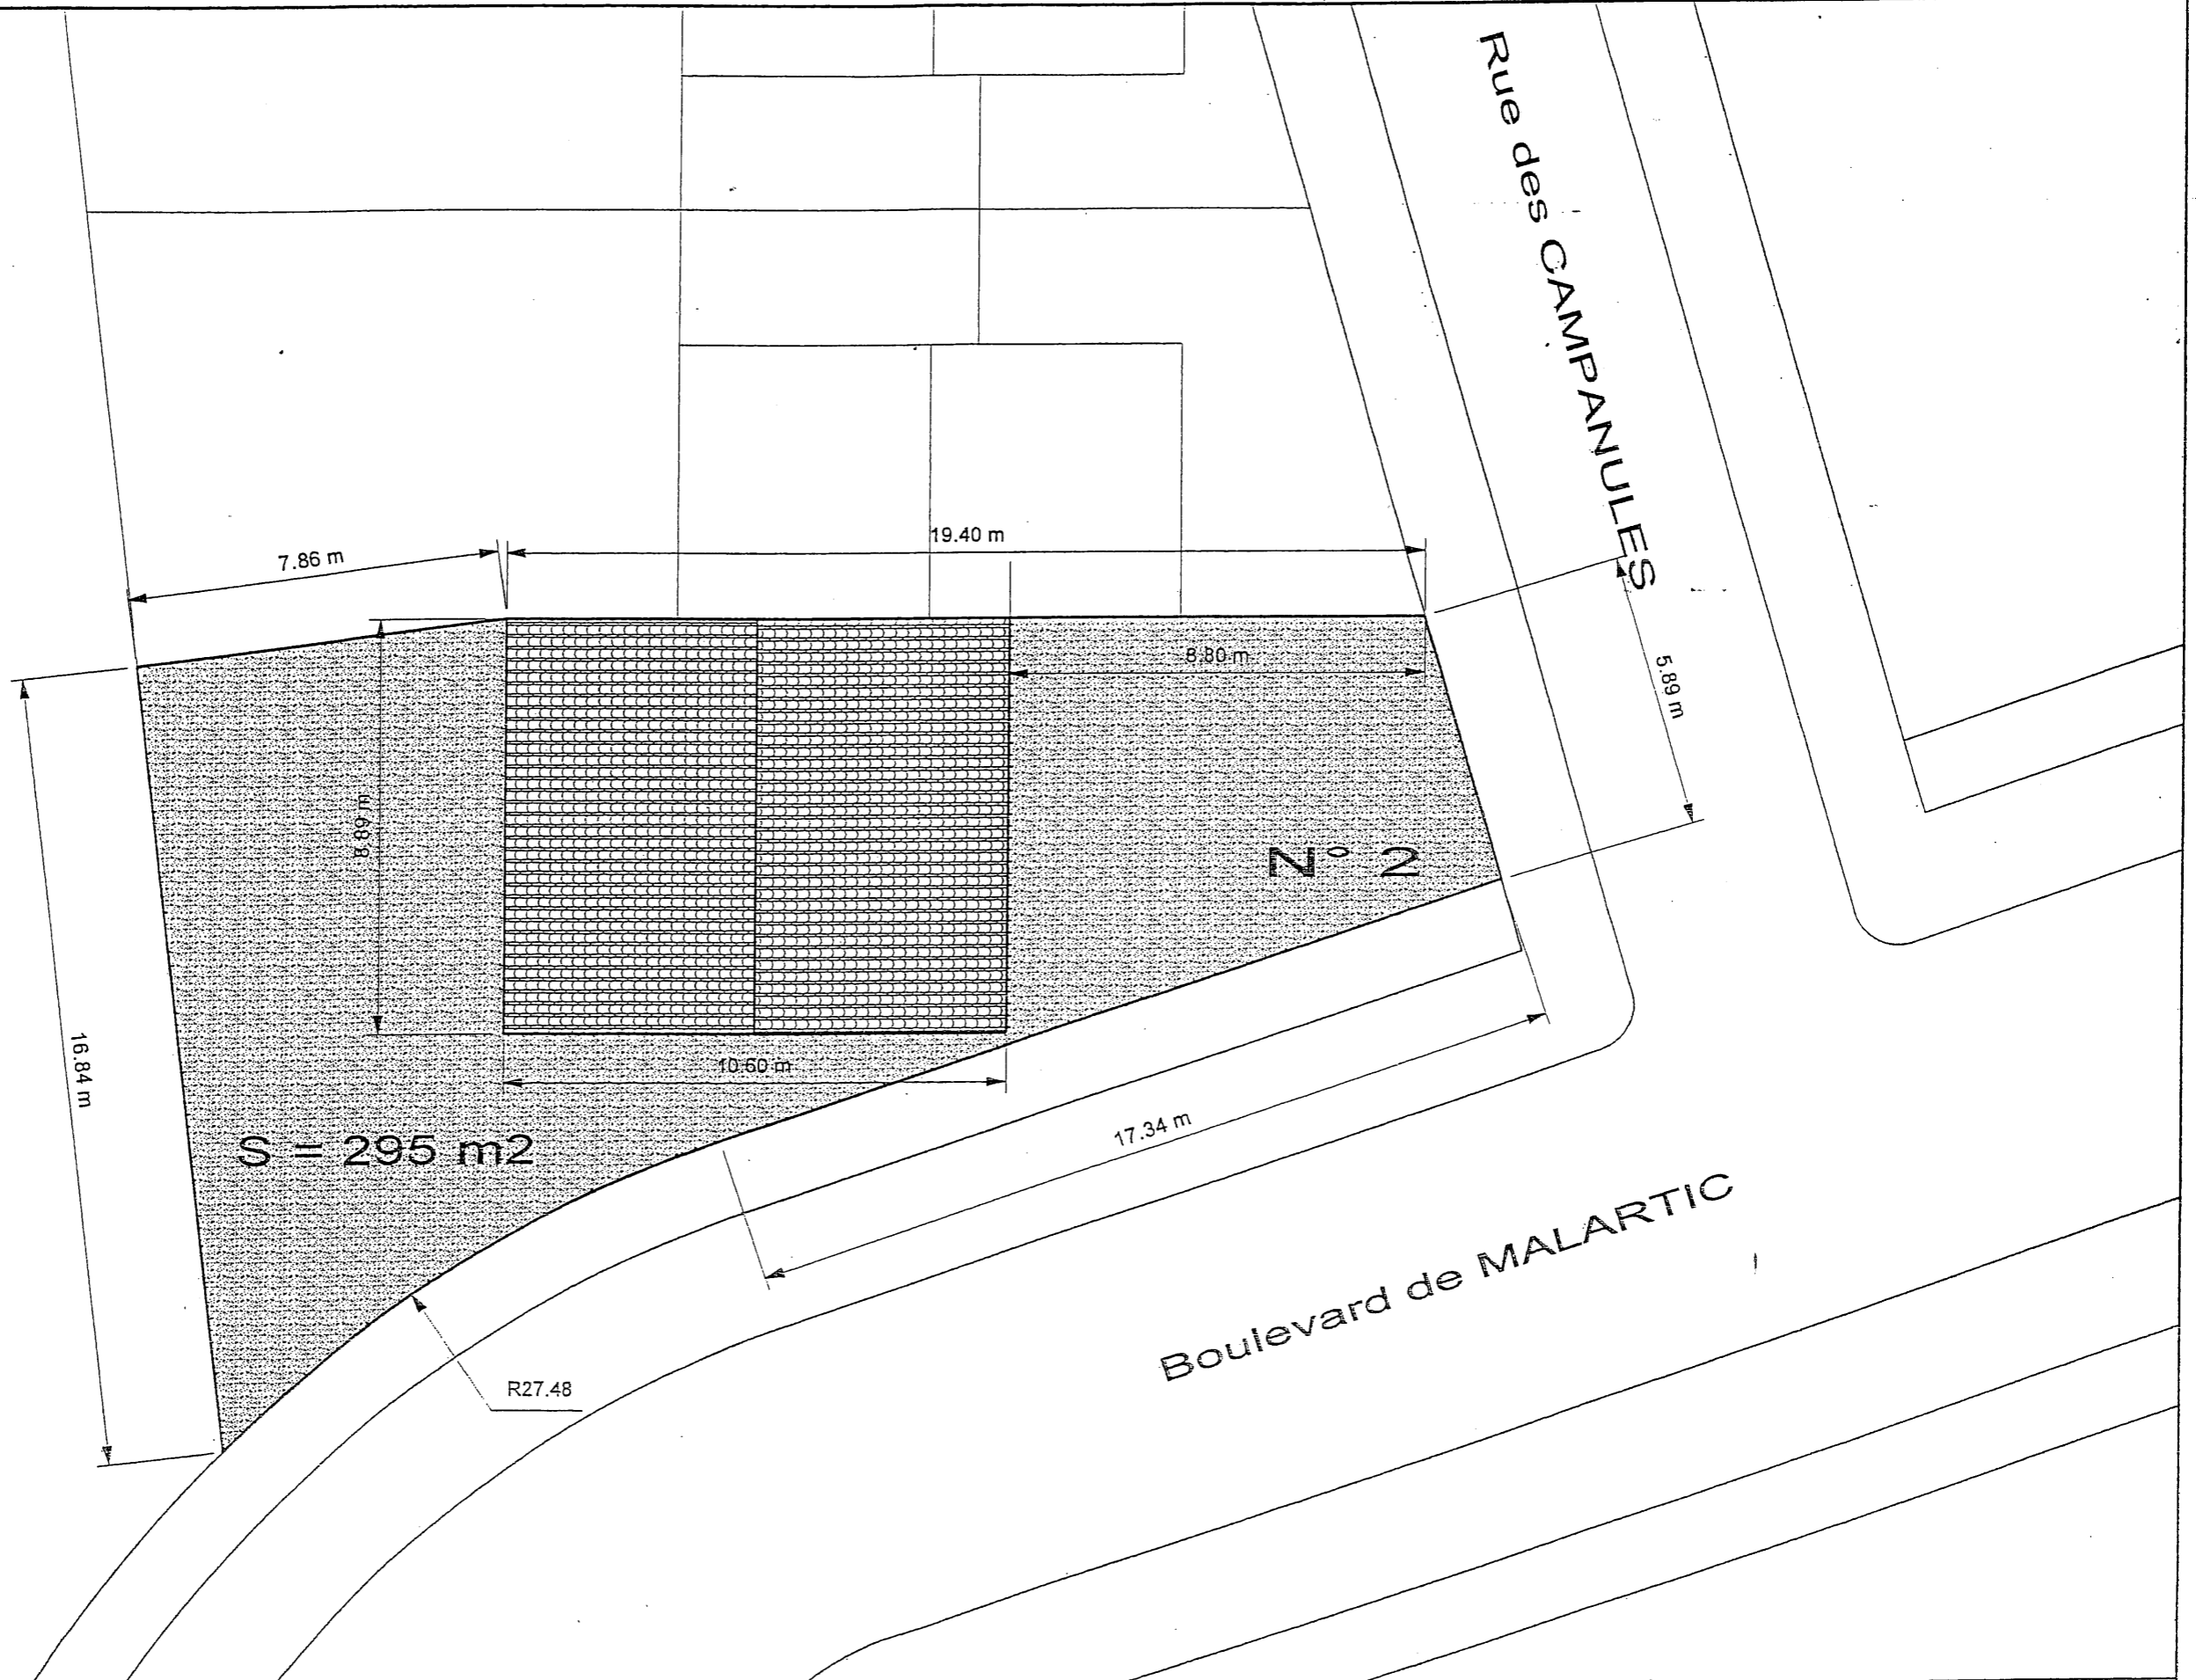 Rue des CAMPANULES
19.40 m
7.86 m
8.80 m
5.89 m
8.89 m
N° 2
16.84 m
10.60 m
17.34 m
S = 295 m2
Boulevard de MALARTIC
R27.48